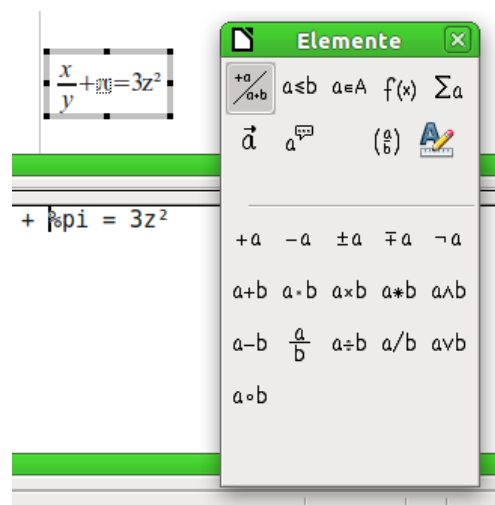 Elemente
x/y+π=3z²
+a/a+b a≤b a∈A f(x) Σa
a⃗ a (a/b)
+ %pi = 3z²
+a −a ±a ∓a ¬a
a+b a·b a×b a∗b a∧b
a−b a/b a÷b a/b a∨b
a∘b